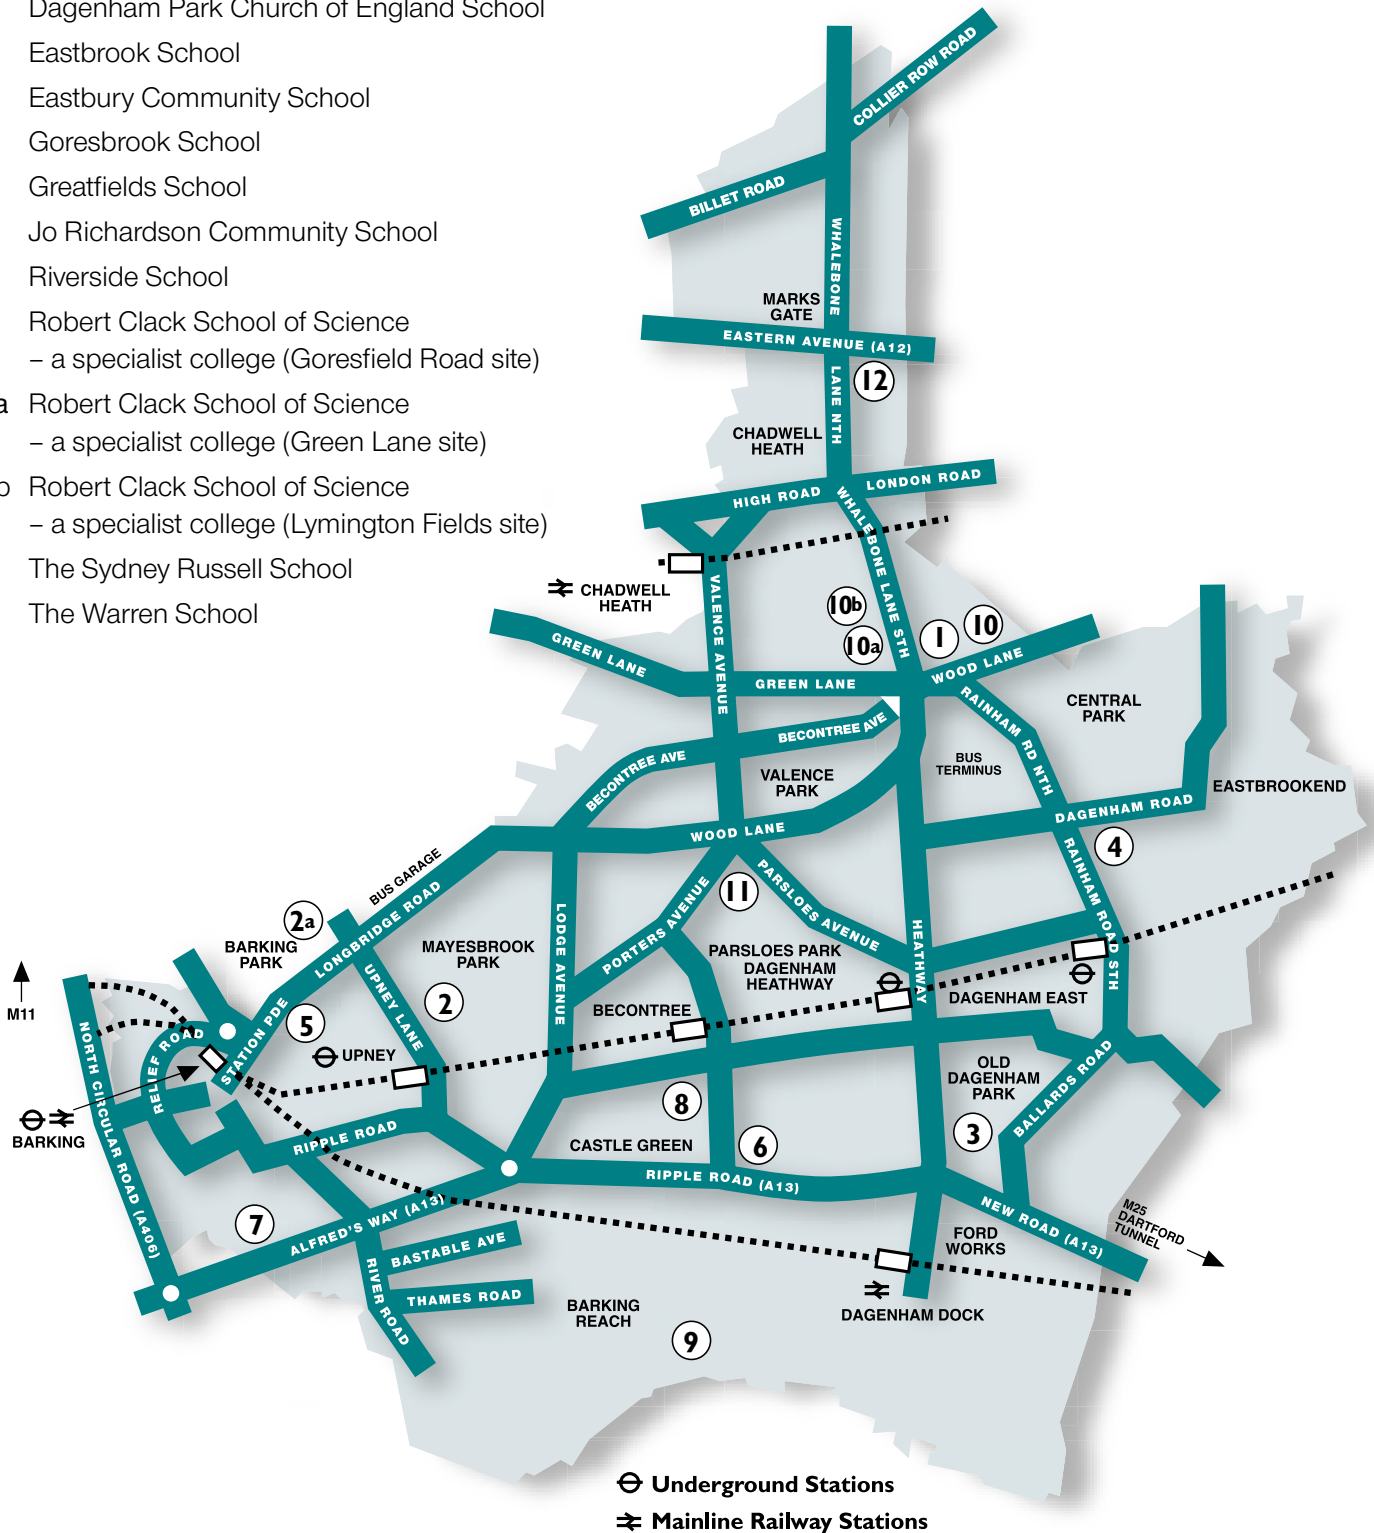 Dagenham Park Church of England School
Eastbrook School
Eastbury Community School
Goresbrook School
Greatfields School
Jo Richardson Community School
Riverside School
Robert Clack School of Science
– a specialist college (Goresfield Road site)
a Robert Clack School of Science
– a specialist college (Green Lane site)
b Robert Clack School of Science
– a specialist college (Lymington Fields site)
The Sydney Russell School
The Warren School
COLLIER ROW ROAD
BILLET ROAD
WHALEBONE
LANE NTH
MARKS
GATE
EASTERN AVENUE (A12)
12
CHADWELL
HEATH
HIGH ROAD
LONDON ROAD
WHALEBONE LANE STH
CHADWELL
HEATH
VALENCE AVENUE
10b
10a
1
10
GREEN LANE
GREEN LANE
WOOD LANE
RAINHAM RD NTH
CENTRAL
PARK
BECONTREE AVE
BECONTREE AVE
BUS
TERMINUS
VALENCE
PARK
EASTBROOKEND
DAGENHAM ROAD
WOOD LANE
4
RAINHAM ROAD STH
BUS GARAGE
LONGBRIDGE ROAD
11
PARSLOES AVENUE
PORTERS AVENUE
LODGE AVENUE
HEATHWAY
2a
BARKING
PARK
MAYESBROOK
PARK
PARSLOES PARK
DAGENHAM
HEATHWAY
UPNEY LANE
2
DAGENHAM EAST
BECONTREE
M11
5
STATION PDE
RELIEF ROAD
NORTH CIRCULAR ROAD (A406)
UPNEY
OLD
DAGENHAM
PARK
BALLARDS ROAD
8
BARKING
RIPPLE ROAD
CASTLE GREEN
6
3
RIPPLE ROAD (A13)
7
ALFRED'S WAY (A13)
NEW ROAD (A13)
M25
DARTFORD
TUNNEL
FORD
WORKS
BASTABLE AVE
RIVER ROAD
THAMES ROAD
BARKING
REACH
DAGENHAM DOCK
9
Underground Stations
Mainline Railway Stations